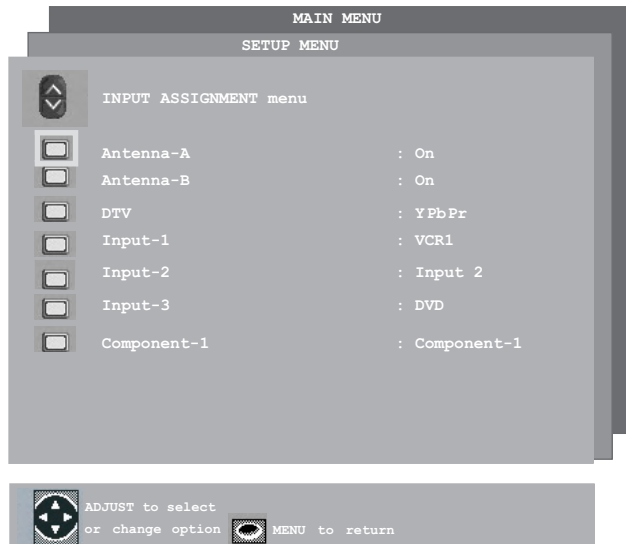 MAIN MENU
SETUP MENU
INPUT ASSIGNMENT menu
Antenna-A : On
Antenna-B : On
DTV : YPbPr
Input-1 : VCR1
Input-2 : Input 2
Input-3 : DVD
Component-1 : Component-1
ADJUST to select
or change option MENU to return